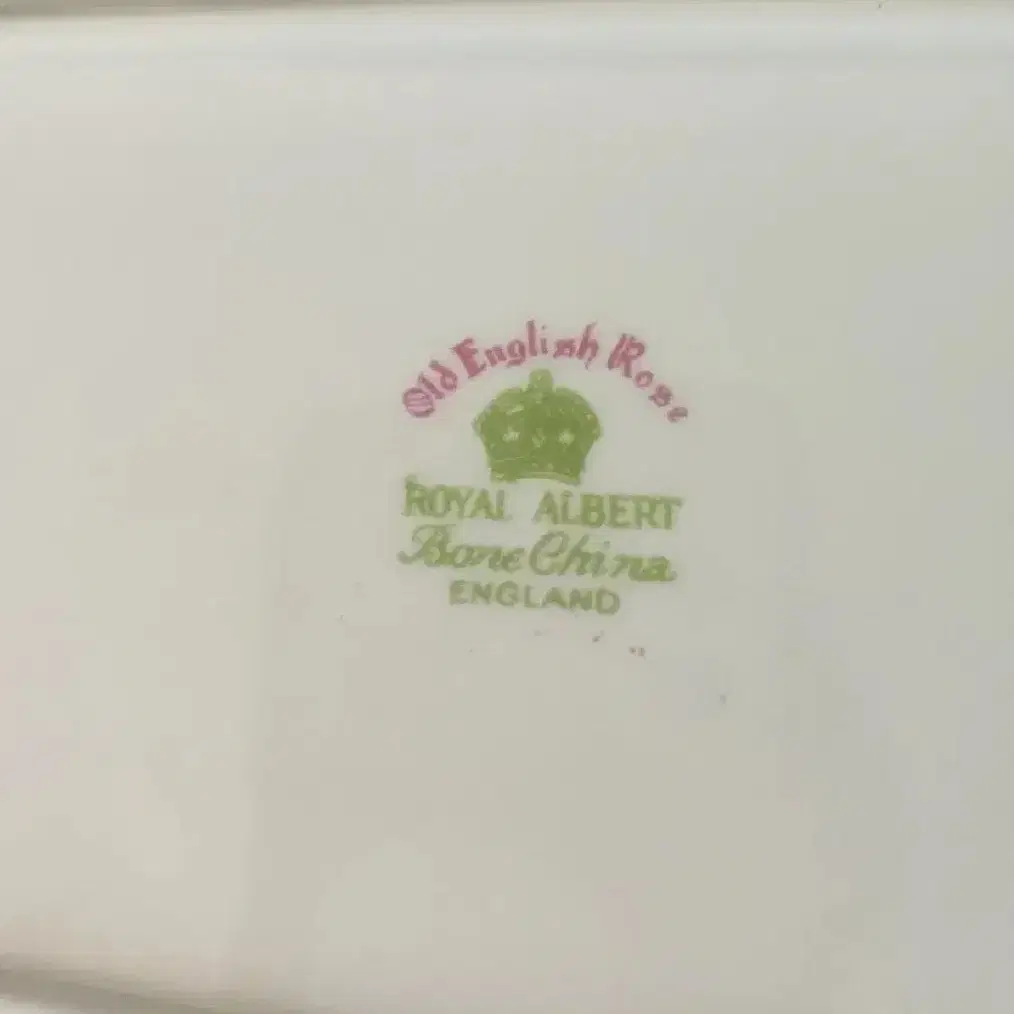 Old English Rose
ROYAL ALBERT
Bone China
ENGLAND